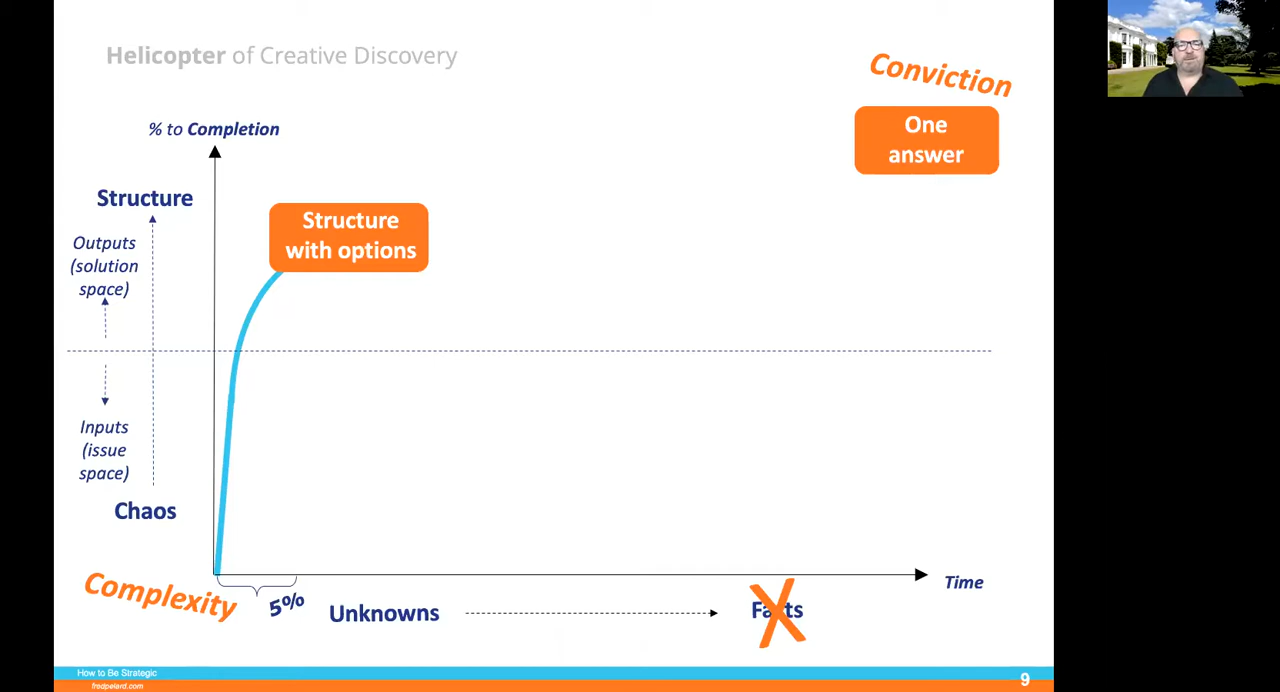 Helicopter of Creative Discovery
Conviction
One
answer
% to Completion
Structure
Outputs
(solution
space)
Structure
with options
Inputs
(issue
space)
Chaos
Complexity
5%
Unknowns
Facts
Time
How to Be Strategic
fredpelard.com
9